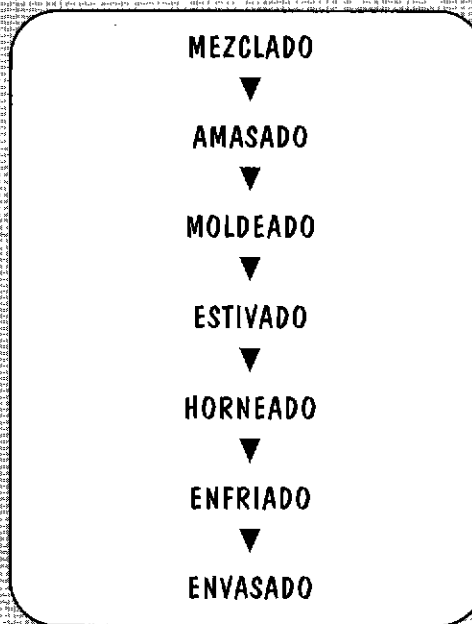 MEZCLADO
AMASADO
MOLDEADO
ESTIVADO
HORNEADO
ENFRIADO
ENVASADO